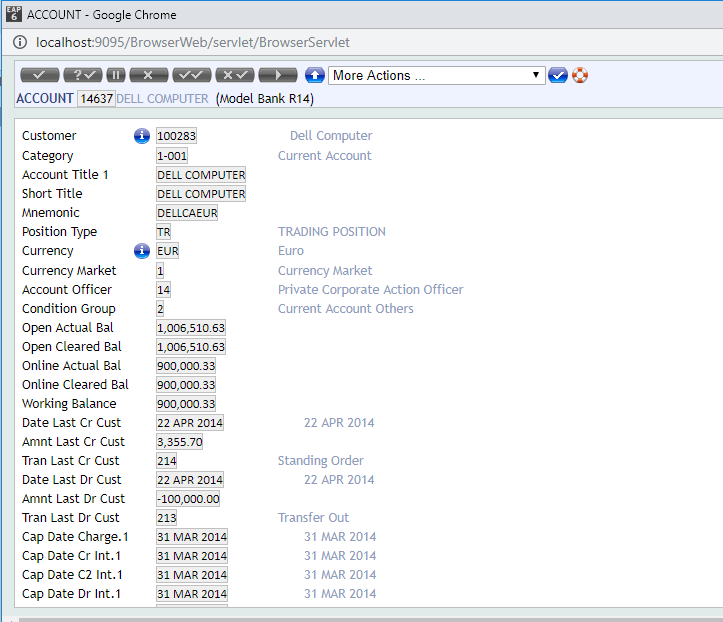 EAP 6 ACCOUNT - Google Chrome
localhost:9095/BrowserWeb/servlet/BrowserServlet
? More Actions ...
ACCOUNT 14637 DELL COMPUTER (Model Bank R14)
Customer 100283 Dell Computer
Category 1-001 Current Account
Account Title 1 DELL COMPUTER
Short Title DELL COMPUTER
Mnemonic DELLCAEUR
Position Type TR TRADING POSITION
Currency EUR Euro
Currency Market 1 Currency Market
Account Officer 14 Private Corporate Action Officer
Condition Group 2 Current Account Others
Open Actual Bal 1,006,510.63
Open Cleared Bal 1,006,510.63
Online Actual Bal 900,000.33
Online Cleared Bal 900,000.33
Working Balance 900,000.33
Date Last Cr Cust 22 APR 2014 22 APR 2014
Amnt Last Cr Cust 3,355.70
Tran Last Cr Cust 214 Standing Order
Date Last Dr Cust 22 APR 2014 22 APR 2014
Amnt Last Dr Cust -100,000.00
Tran Last Dr Cust 213 Transfer Out
Cap Date Charge.1 31 MAR 2014 31 MAR 2014
Cap Date Cr Int.1 31 MAR 2014 31 MAR 2014
Cap Date C2 Int.1 31 MAR 2014 31 MAR 2014
Cap Date Dr Int.1 31 MAR 2014 31 MAR 2014